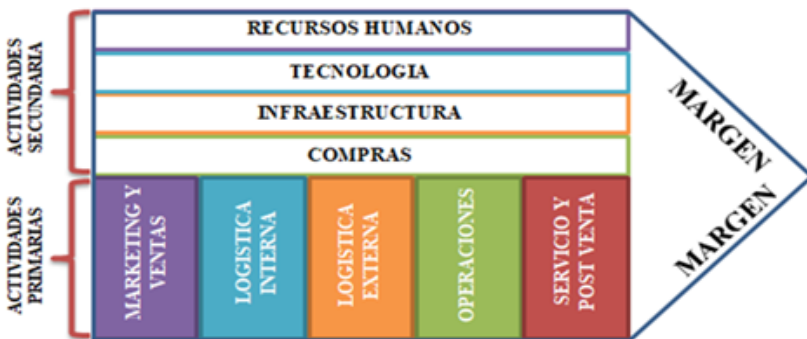 ACTIVIDADES
SECUNDARIA
RECURSOS HUMANOS
TECNOLOGIA
INFRAESTRUCTURA
COMPRAS
MARGEN
ACTIVIDADES
PRIMARIAS
MARKETING Y
VENTAS
LOGISTICA
INTERNA
LOGISTICA
EXTERNA
OPERACIONES
SERVICIO Y
POST VENTA
MARGEN